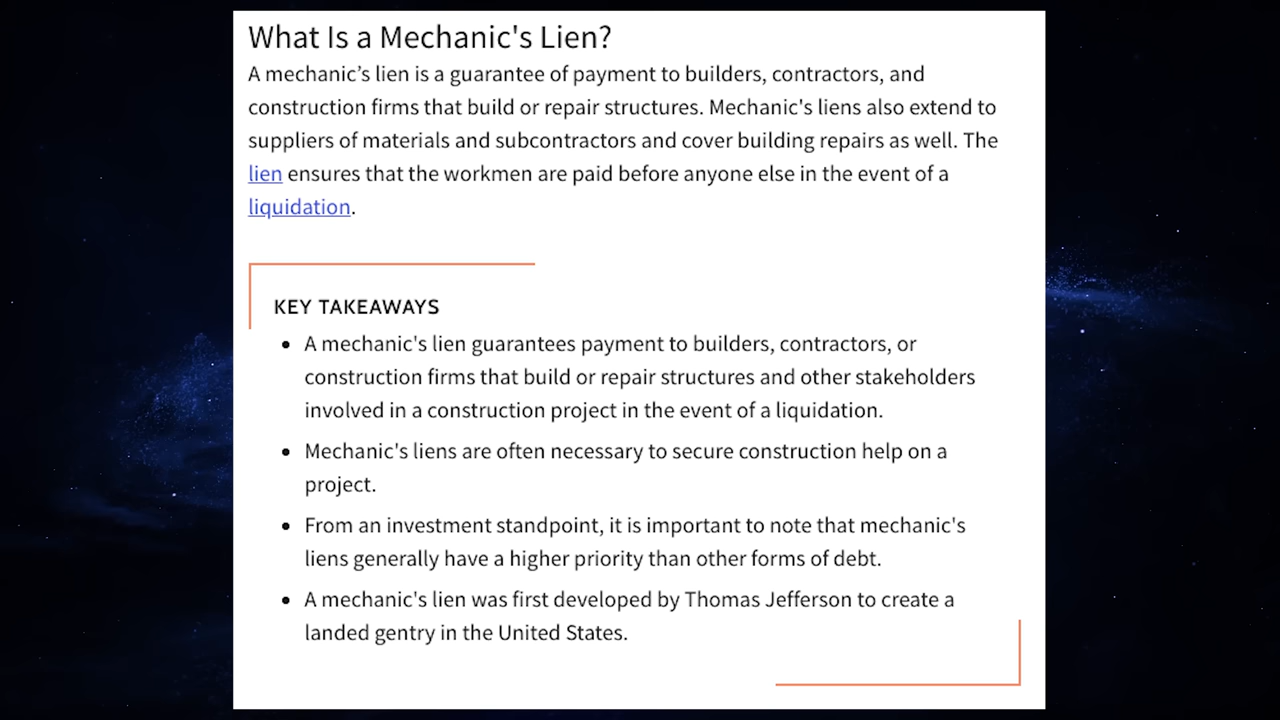 What Is a Mechanic's Lien?
A mechanic’s lien is a guarantee of payment to builders, contractors, and
construction firms that build or repair structures. Mechanic's liens also extend to
suppliers of materials and subcontractors and cover building repairs as well. The
lien ensures that the workmen are paid before anyone else in the event of a
liquidation.
KEY TAKEAWAYS
• A mechanic's lien guarantees payment to builders, contractors, or
construction firms that build or repair structures and other stakeholders
involved in a construction project in the event of a liquidation.
• Mechanic's liens are often necessary to secure construction help on a
project.
• From an investment standpoint, it is important to note that mechanic's
liens generally have a higher priority than other forms of debt.
• A mechanic's lien was first developed by Thomas Jefferson to create a
landed gentry in the United States.